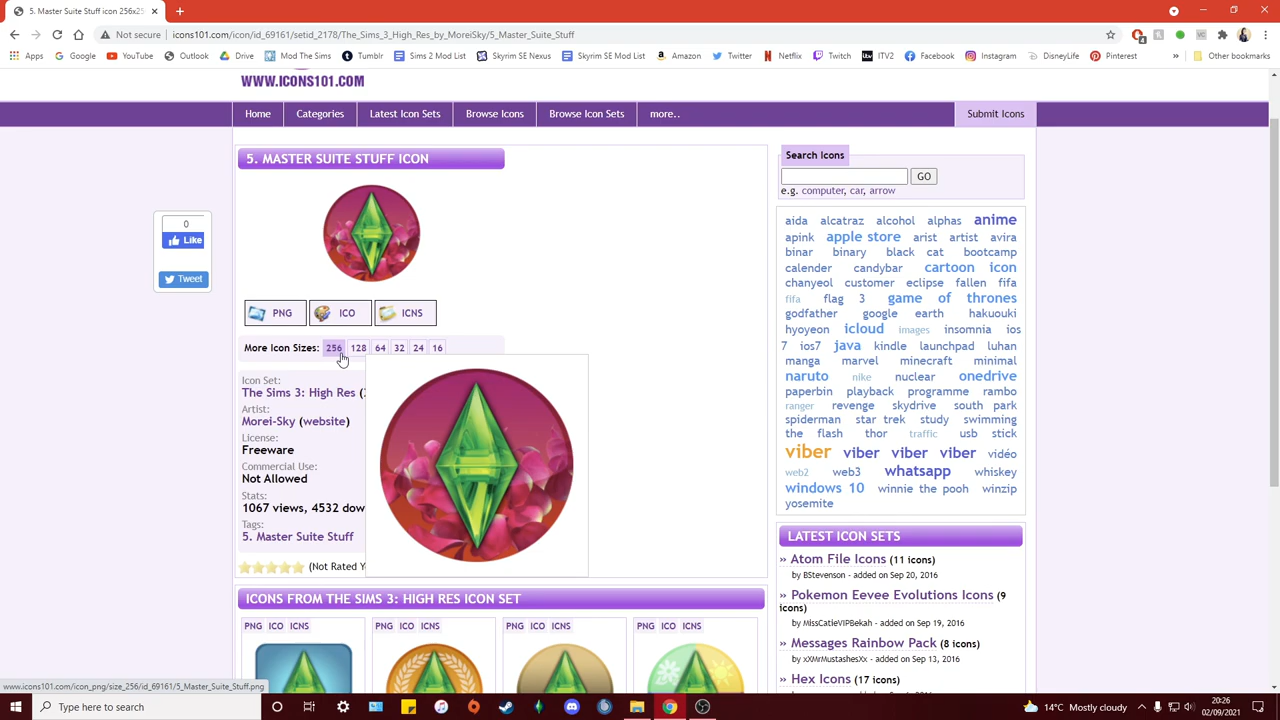 5. Master Suite Stuff icon 256x25
Not secure | icons101.com/icon/id_69161/setid_2178/The_Sims_3_High_Res_by_MoreiSky/5_Master_Suite_Stuff
Apps Google YouTube Outlook Drive Mod The Sims Tumblr Sims 2 Mod List Skyrim SE Nexus Skyrim SE Mod List Amazon Twitter Netflix Twitch ITV2 Facebook Instagram DisneyLife Pinterest » Other bookmarks
WWW.ICONS101.COM
Home Categories Latest Icon Sets Browse Icons Browse Icon Sets more.. Submit Icons
5. MASTER SUITE STUFF ICON
0
Like
Tweet
PNG ICO ICNS
More Icon Sizes: 256 128 64 32 24 16
Icon Set:
The Sims 3: High Res (
Artist:
Morei-Sky (website)
License:
Freeware
Commercial Use:
Not Allowed
Stats:
1067 views, 4532 dow
Tags:
5. Master Suite Stuff
(Not Rated Y
ICONS FROM THE SIMS 3: HIGH RES ICON SET
PNG ICO ICNS PNG ICO ICNS PNG ICO ICNS PNG ICO ICNS
Search Icons
GO
e.g. computer, car, arrow
aida alcatraz alcohol alphas anime
apink apple store arist artist avira
binar binary black cat bootcamp
calender candybar cartoon icon
chanyeol customer eclipse fallen fifa
fifa flag 3 game of thrones
godfather google earth hakuouki
hyoyeon icloud images insomnia ios
7 ios7 java kindle launchpad luhan
manga marvel minecraft minimal
naruto nike nuclear onedrive
paperbin playback programme rambo
ranger revenge skydrive south park
spiderman star trek study swimming
the flash thor traffic usb stick
viber viber viber viber vidéo
web2 web3 whatsapp whiskey
windows 10 winnie the pooh winzip
yosemite
LATEST ICON SETS
» Atom File Icons (11 icons)
by BStevenson - added on Sep 20, 2016
» Pokemon Eevee Evolutions Icons (9
icons)
by MissCatieVIPBekah - added on Sep 19, 2016
» Messages Rainbow Pack (8 icons)
by xXMrMustashesXx - added on Sep 13, 2016
» Hex Icons (17 icons)
www.icons101.com/icon_png/size_256/id_69161/5_Master_Suite_Stuff.png
Type here to search
14°C Mostly cloudy
20:26
02/09/2021